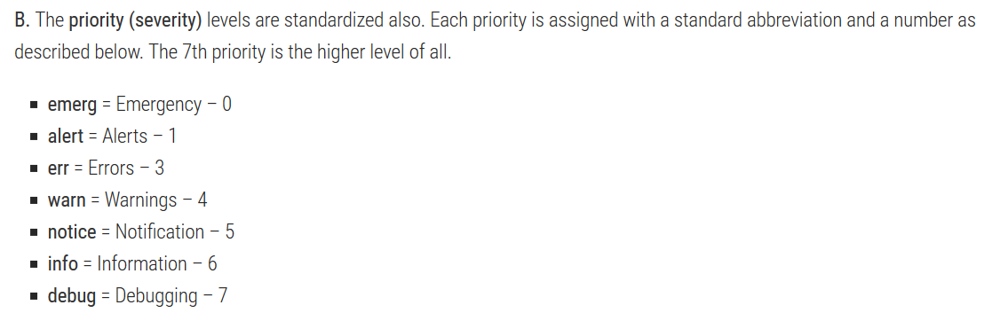 B. The priority (severity) levels are standardized also. Each priority is assigned with a standard abbreviation and a number as
described below. The 7th priority is the higher level of all.
▪ emerg = Emergency – 0
▪ alert = Alerts – 1
▪ err = Errors – 3
▪ warn = Warnings – 4
▪ notice = Notification – 5
▪ info = Information – 6
▪ debug = Debugging – 7